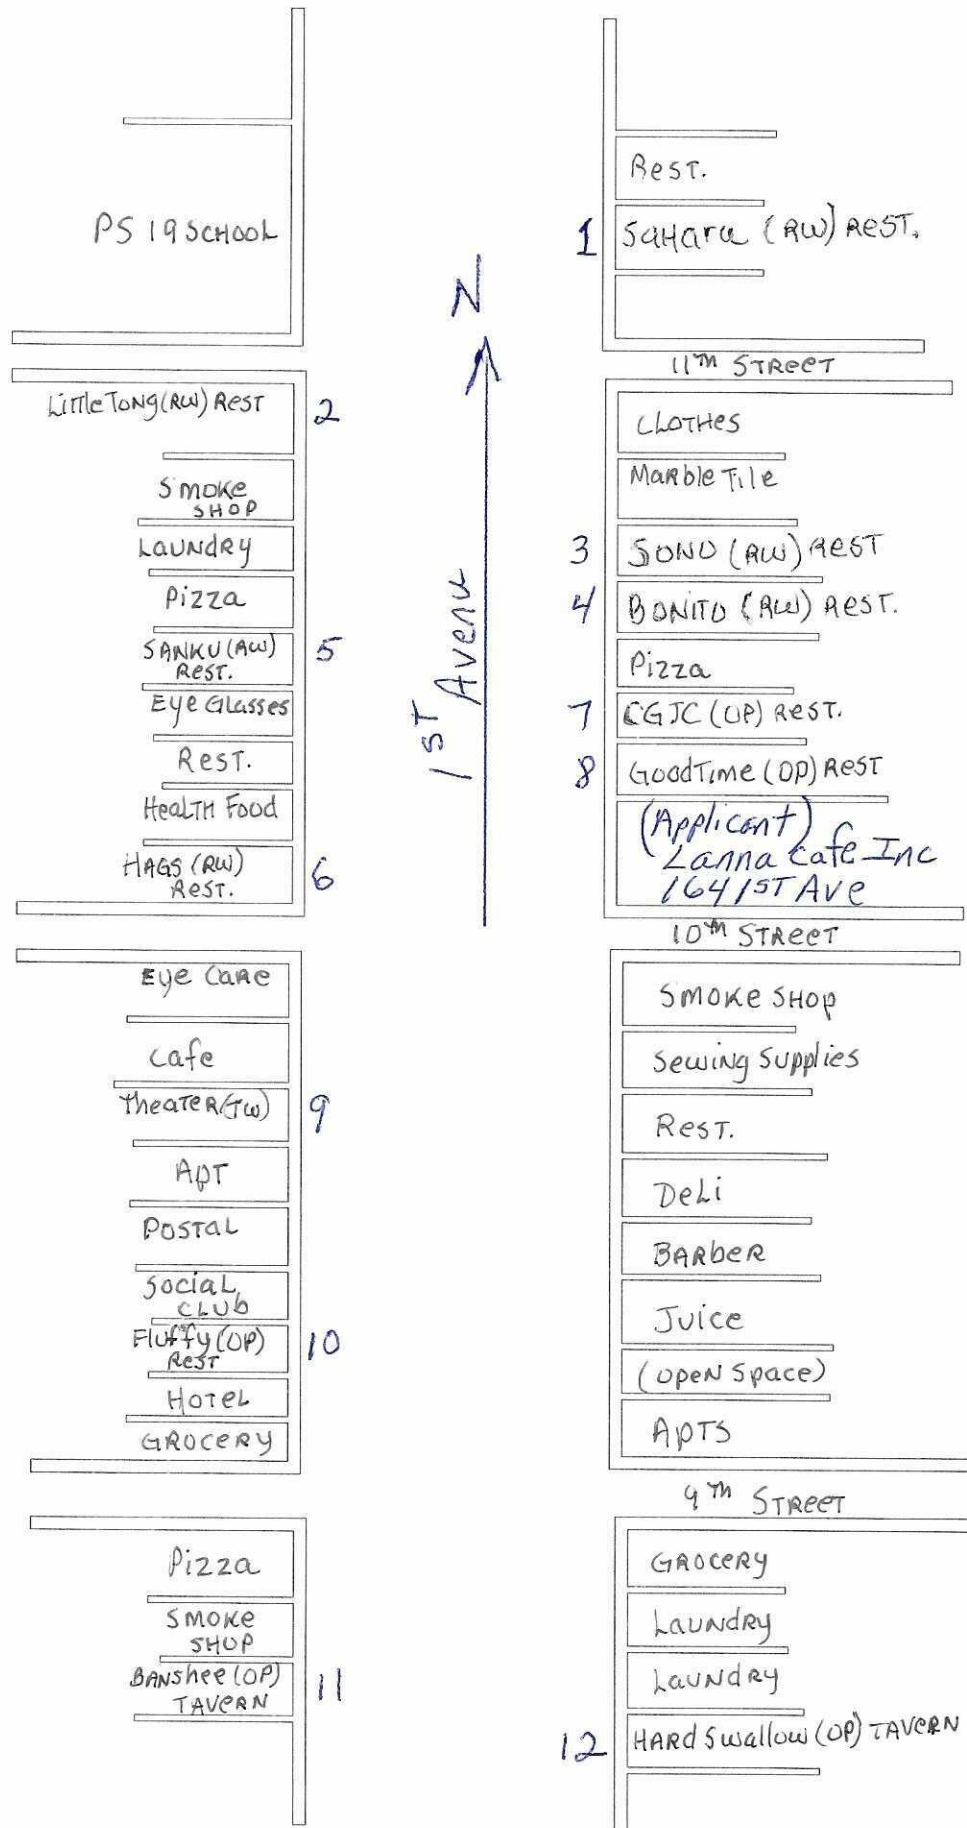 PS 19 SCHOOL
Rest.
1 Sahara (RW) Rest.
N
1ST Avenu
11TH Street
Little Tong (RW) Rest 2
Smoke
Shop
Laundry
Pizza
Sanku (RW) 5
Rest.
Eye Glasses
Rest.
Health Food
Hags (RW) 6
Rest.
Clothes
Marble Tile
3 Sono (RW) Rest
4 Bonito (RW) Rest.
Pizza
7 CGJC (OP) Rest.
8 GoodTime (OP) Rest
(Applicant)
Lanna Cafe Inc
164 1ST Ave
10TH Street
Eye Care
Cafe
Theater (TW) 9
Apt
Postal
Social
Club
Fluffy (OP) 10
Rest
Hotel
Grocery
Smoke Shop
Sewing Supplies
Rest.
Deli
Barber
Juice
(Open Space)
Apts
9TH Street
Pizza
Smoke
Shop
Banshee (OP) 11
Tavern
Grocery
Laundry
Laundry
12 Hard Swallow (OP) Tavern